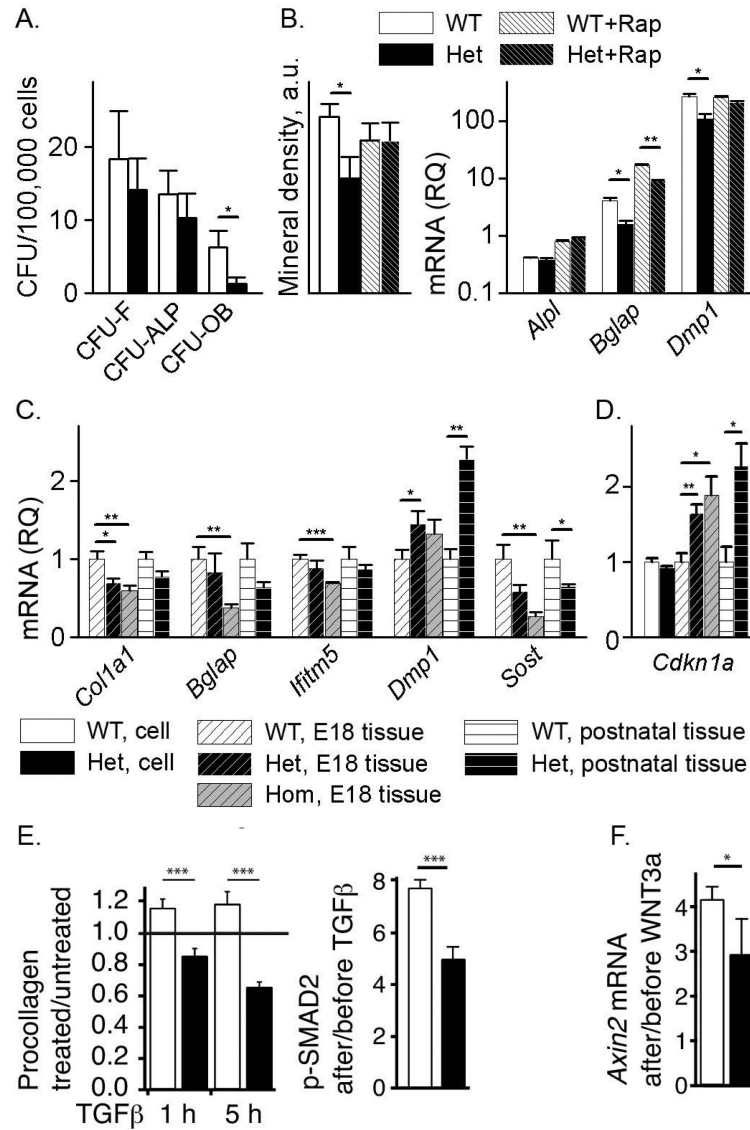 A.
CFU/100,000 cells
20
10
0
CFU-F
CFU-ALP
CFU-OB
*
B.
WT
WT+Rap
Het
Het+Rap
Mineral density, a.u.
*
mRNA (RQ)
100
10
1
0.1
*
**
*
Alpl
Bglap
Dmp1
C.
mRNA (RQ)
2
1
0
**
*
**
***
*
**
**
*
Col1a1
Bglap
Ifitm5
Dmp1
Sost
D.
2
1
0
*
**
*
Cdkn1a
WT, cell
WT, E18 tissue
WT, postnatal tissue
Het, cell
Het, E18 tissue
Het, postnatal tissue
Hom, E18 tissue
E.
Procollagen
treated/untreated
1.2
1.0
0.8
0.6
0.4
0.2
0.0
***
***
TGFβ 1 h 5 h
p-SMAD2
after/before TGFβ
8
6
4
2
0
***
F.
Axin2 mRNA
after/before WNT3a
4
3
2
1
0
*